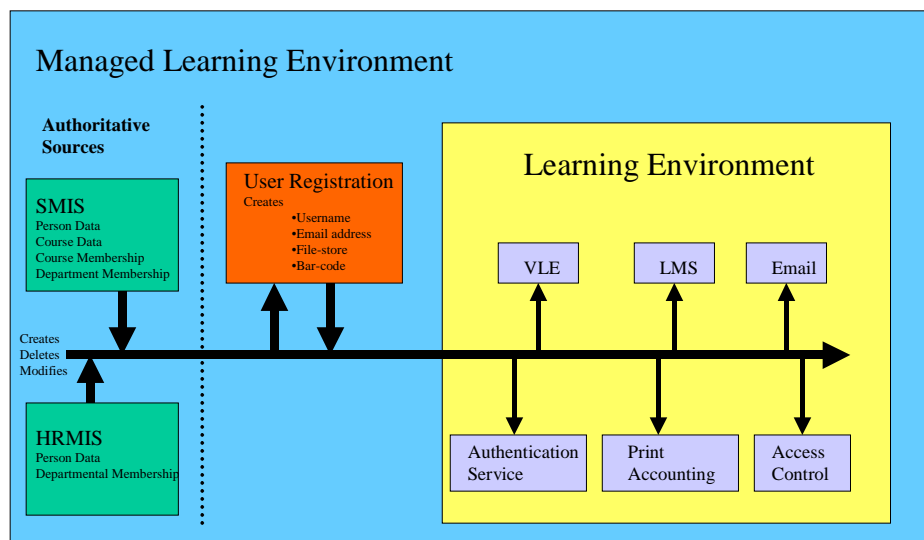 Managed Learning Environment
Authoritative
Sources
SMIS
Person Data
Course Data
Course Membership
Department Membership
User Registration
Creates
•Username
•Email address
•File-store
•Bar-code
Learning Environment
VLE
LMS
Email
Creates
Deletes
Modifies
HRMIS
Person Data
Departmental Membership
Authentication
Service
Print
Accounting
Access
Control